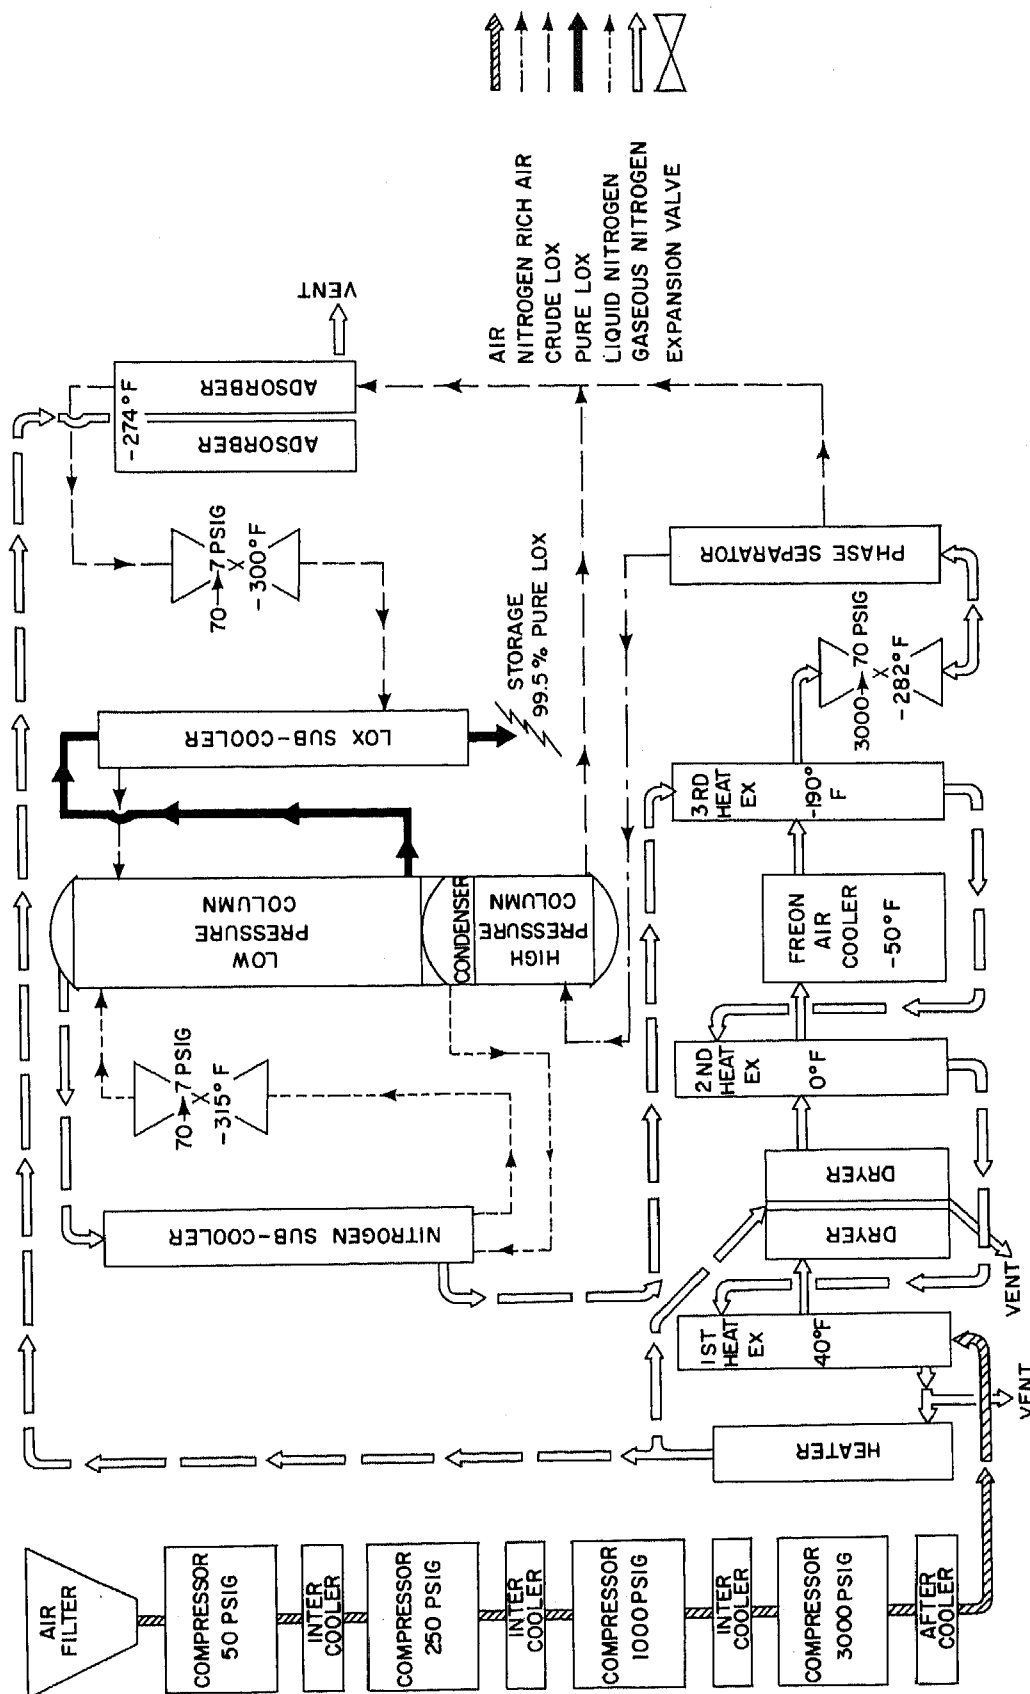 AIR
FILTER
COMPRESSOR
50 PSIG
INTER
COOLER
COMPRESSOR
250 PSIG
INTER
COOLER
COMPRESSOR
1000 PSIG
INTER
COOLER
COMPRESSOR
3000 PSIG
AFTER
COOLER
HEATER
VENT
1ST
HEAT
EX
40°F
DRYER
DRYER
VENT
2ND
HEAT
EX
0°F
FREON
AIR
COOLER
-50°F
3RD
HEAT
EX
-190°
F
3000→70 PSIG
X
-282°F
PHASE SEPARATOR
NITROGEN SUB-COOLER
70→7 PSIG
X
-315°F
LOW
PRESSURE
COLUMN
CONDENSER
HIGH
PRESSURE
COLUMN
LOX SUB-COOLER
STORAGE
99.5% PURE LOX
70→7 PSIG
X
-300°F
-274°F
ADSORBER
ADSORBER
VENT
AIR
NITROGEN RICH AIR
CRUDE LOX
PURE LOX
LIQUID NITROGEN
GASEOUS NITROGEN
EXPANSION VALVE